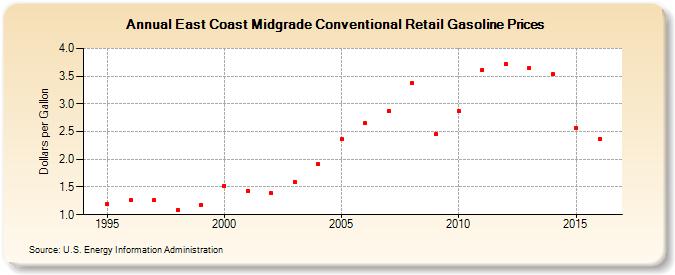 Annual East Coast Midgrade Conventional Retail Gasoline Prices
Dollars per Gallon
4.0
3.5
3.0
2.5
2.0
1.5
1.0
1995 2000 2005 2010 2015
Source: U.S. Energy Information Administration